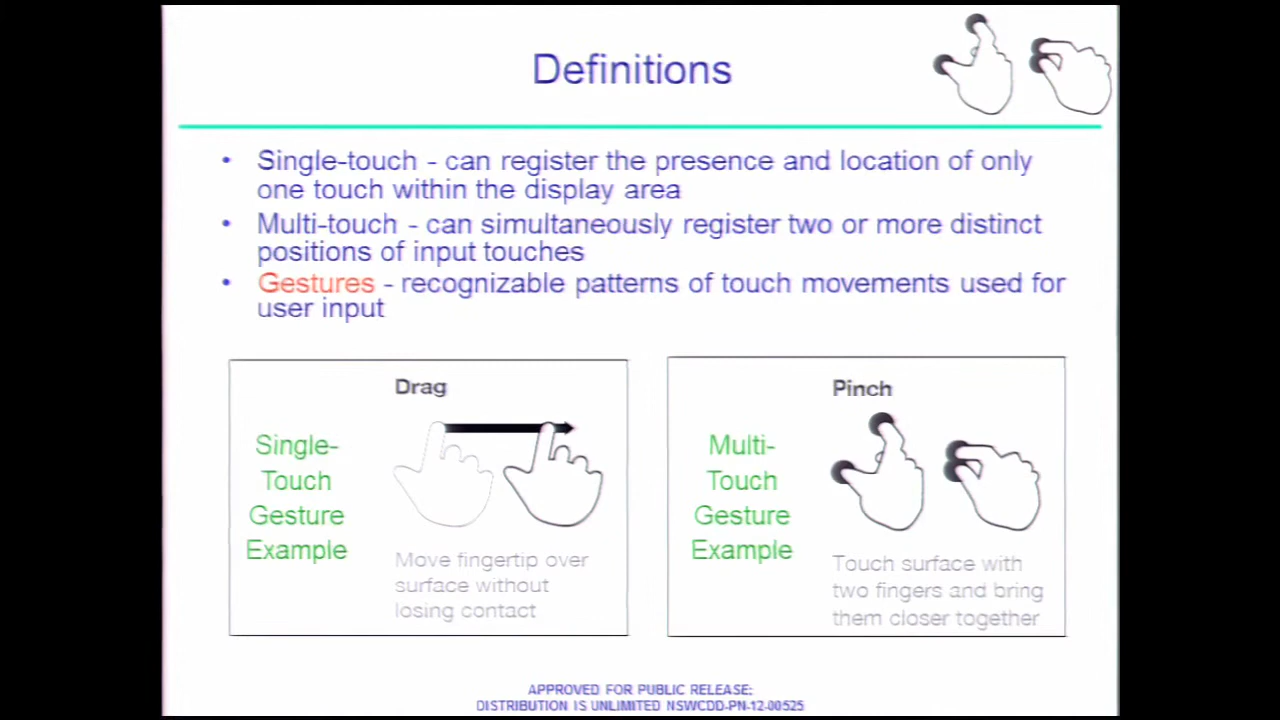 Definitions
• Single-touch - can register the presence and location of only
one touch within the display area
• Multi-touch - can simultaneously register two or more distinct
positions of input touches
• Gestures - recognizable patterns of touch movements used for
user input
Drag
Single-
Touch
Gesture
Example
Move fingertip over
surface without
losing contact
Pinch
Multi-
Touch
Gesture
Example
Touch surface with
two fingers and bring
them closer together
APPROVED FOR PUBLIC RELEASE;
DISTRIBUTION IS UNLIMITED NSWCDD-PN-12-00525